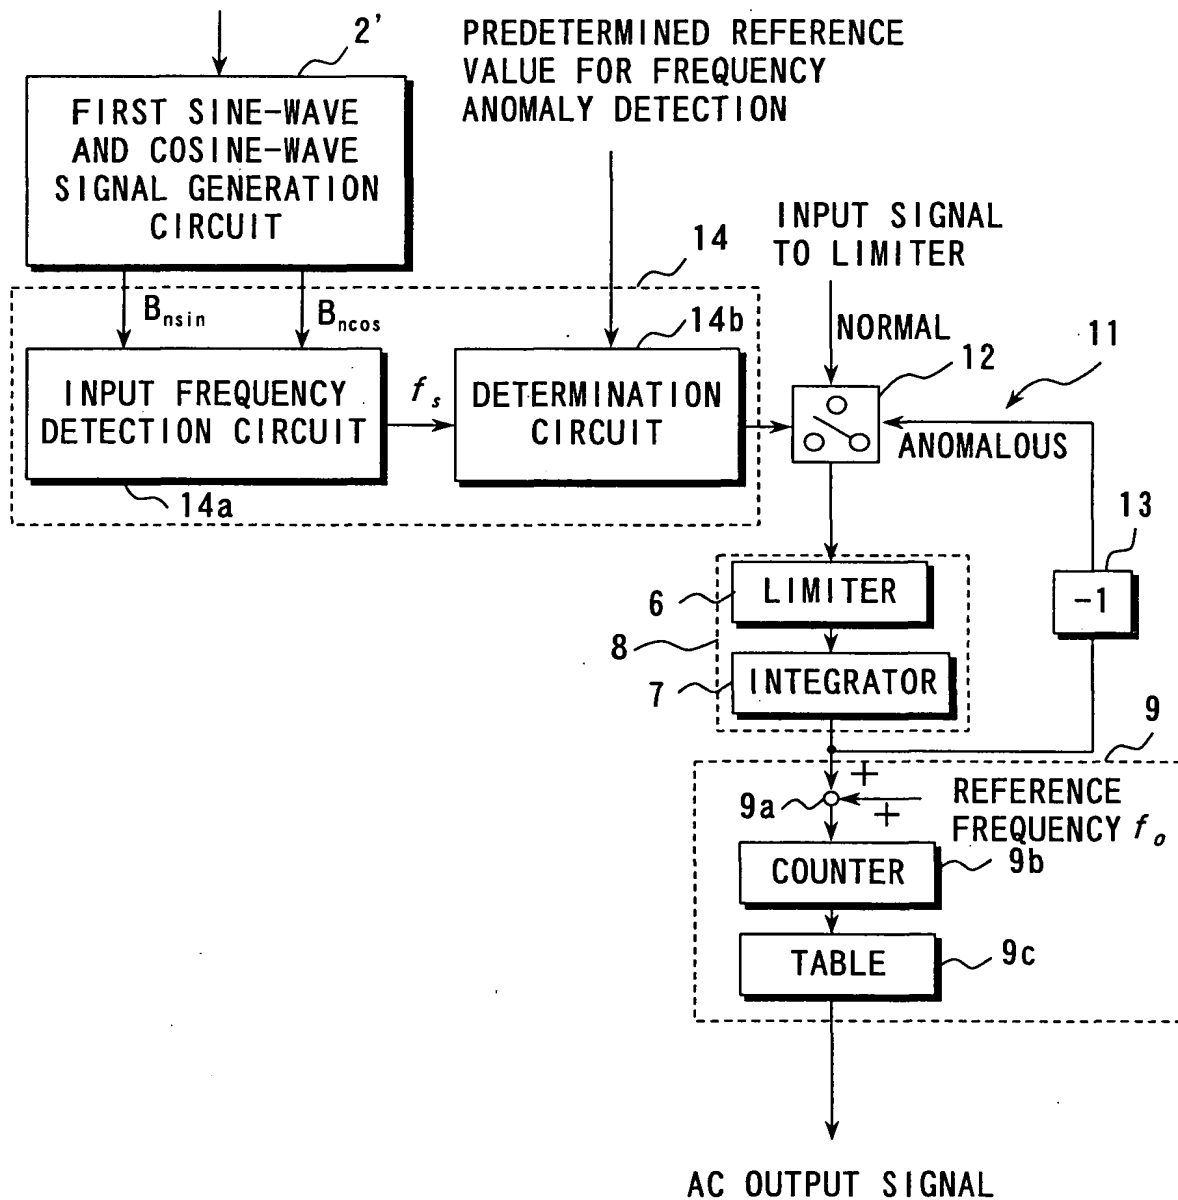 2'
FIRST SINE-WAVE
AND COSINE-WAVE
SIGNAL GENERATION
CIRCUIT
PREDETERMINED REFERENCE
VALUE FOR FREQUENCY
ANOMALY DETECTION
INPUT SIGNAL
TO LIMITER
14
Bnsin
Bncos
14b
NORMAL
12
11
INPUT FREQUENCY
DETECTION CIRCUIT
fs
DETERMINATION
CIRCUIT
ANOMALOUS
14a
13
-1
6
LIMITER
8
7
INTEGRATOR
9
+
9a
+
REFERENCE
FREQUENCY fo
COUNTER
9b
TABLE
9c
AC OUTPUT SIGNAL